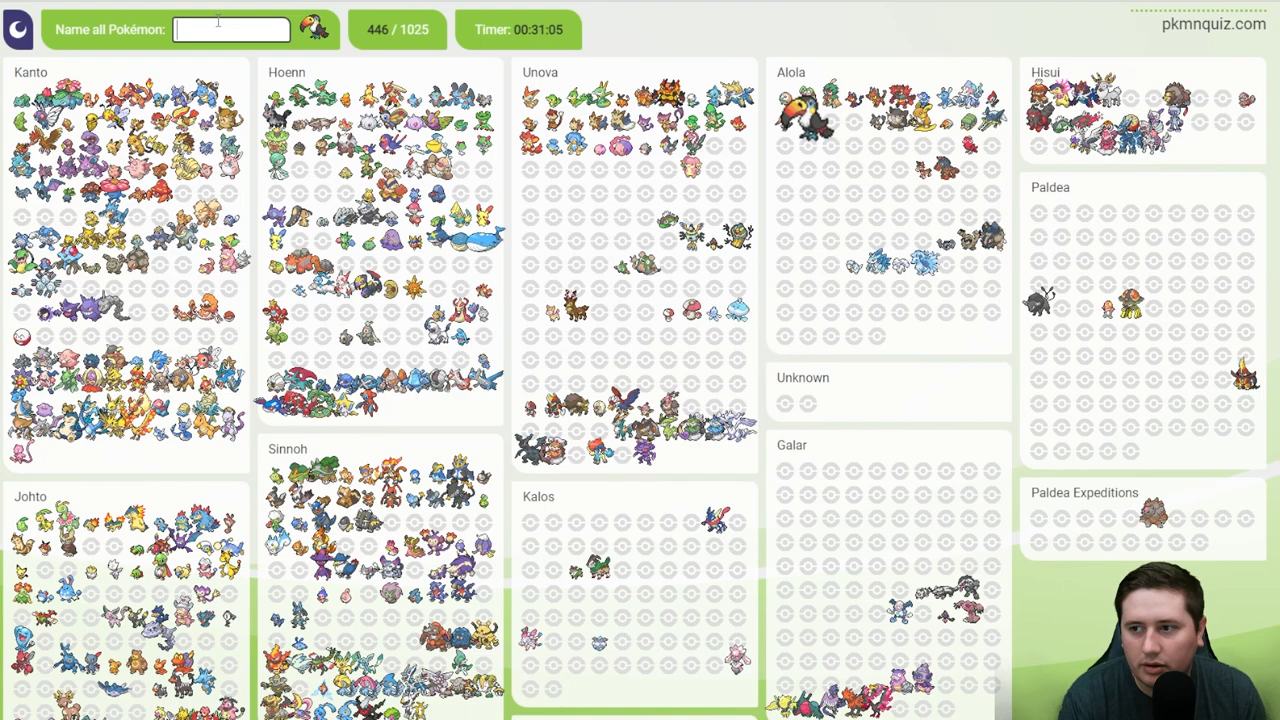 Name all Pokémon:
446 / 1025
Timer: 00:31:05
pkmnquiz.com
Kanto
Hoenn
Unova
Alola
Hisui
Paldea
Unknown
Galar
Sinnoh
Johto
Kalos
Paldea Expeditions